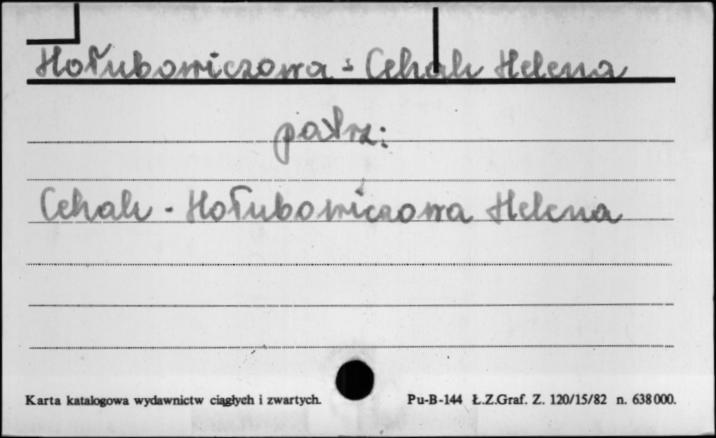 Hołubowiczowa - Cehak Helena
patrz:
Cehak - Hołubowiczowa Helena
Karta katalogowa wydawnictw ciągłych i zwartych. Pu-B-144 Ł.Z.Graf. Z. 120/15/82 n. 638000.